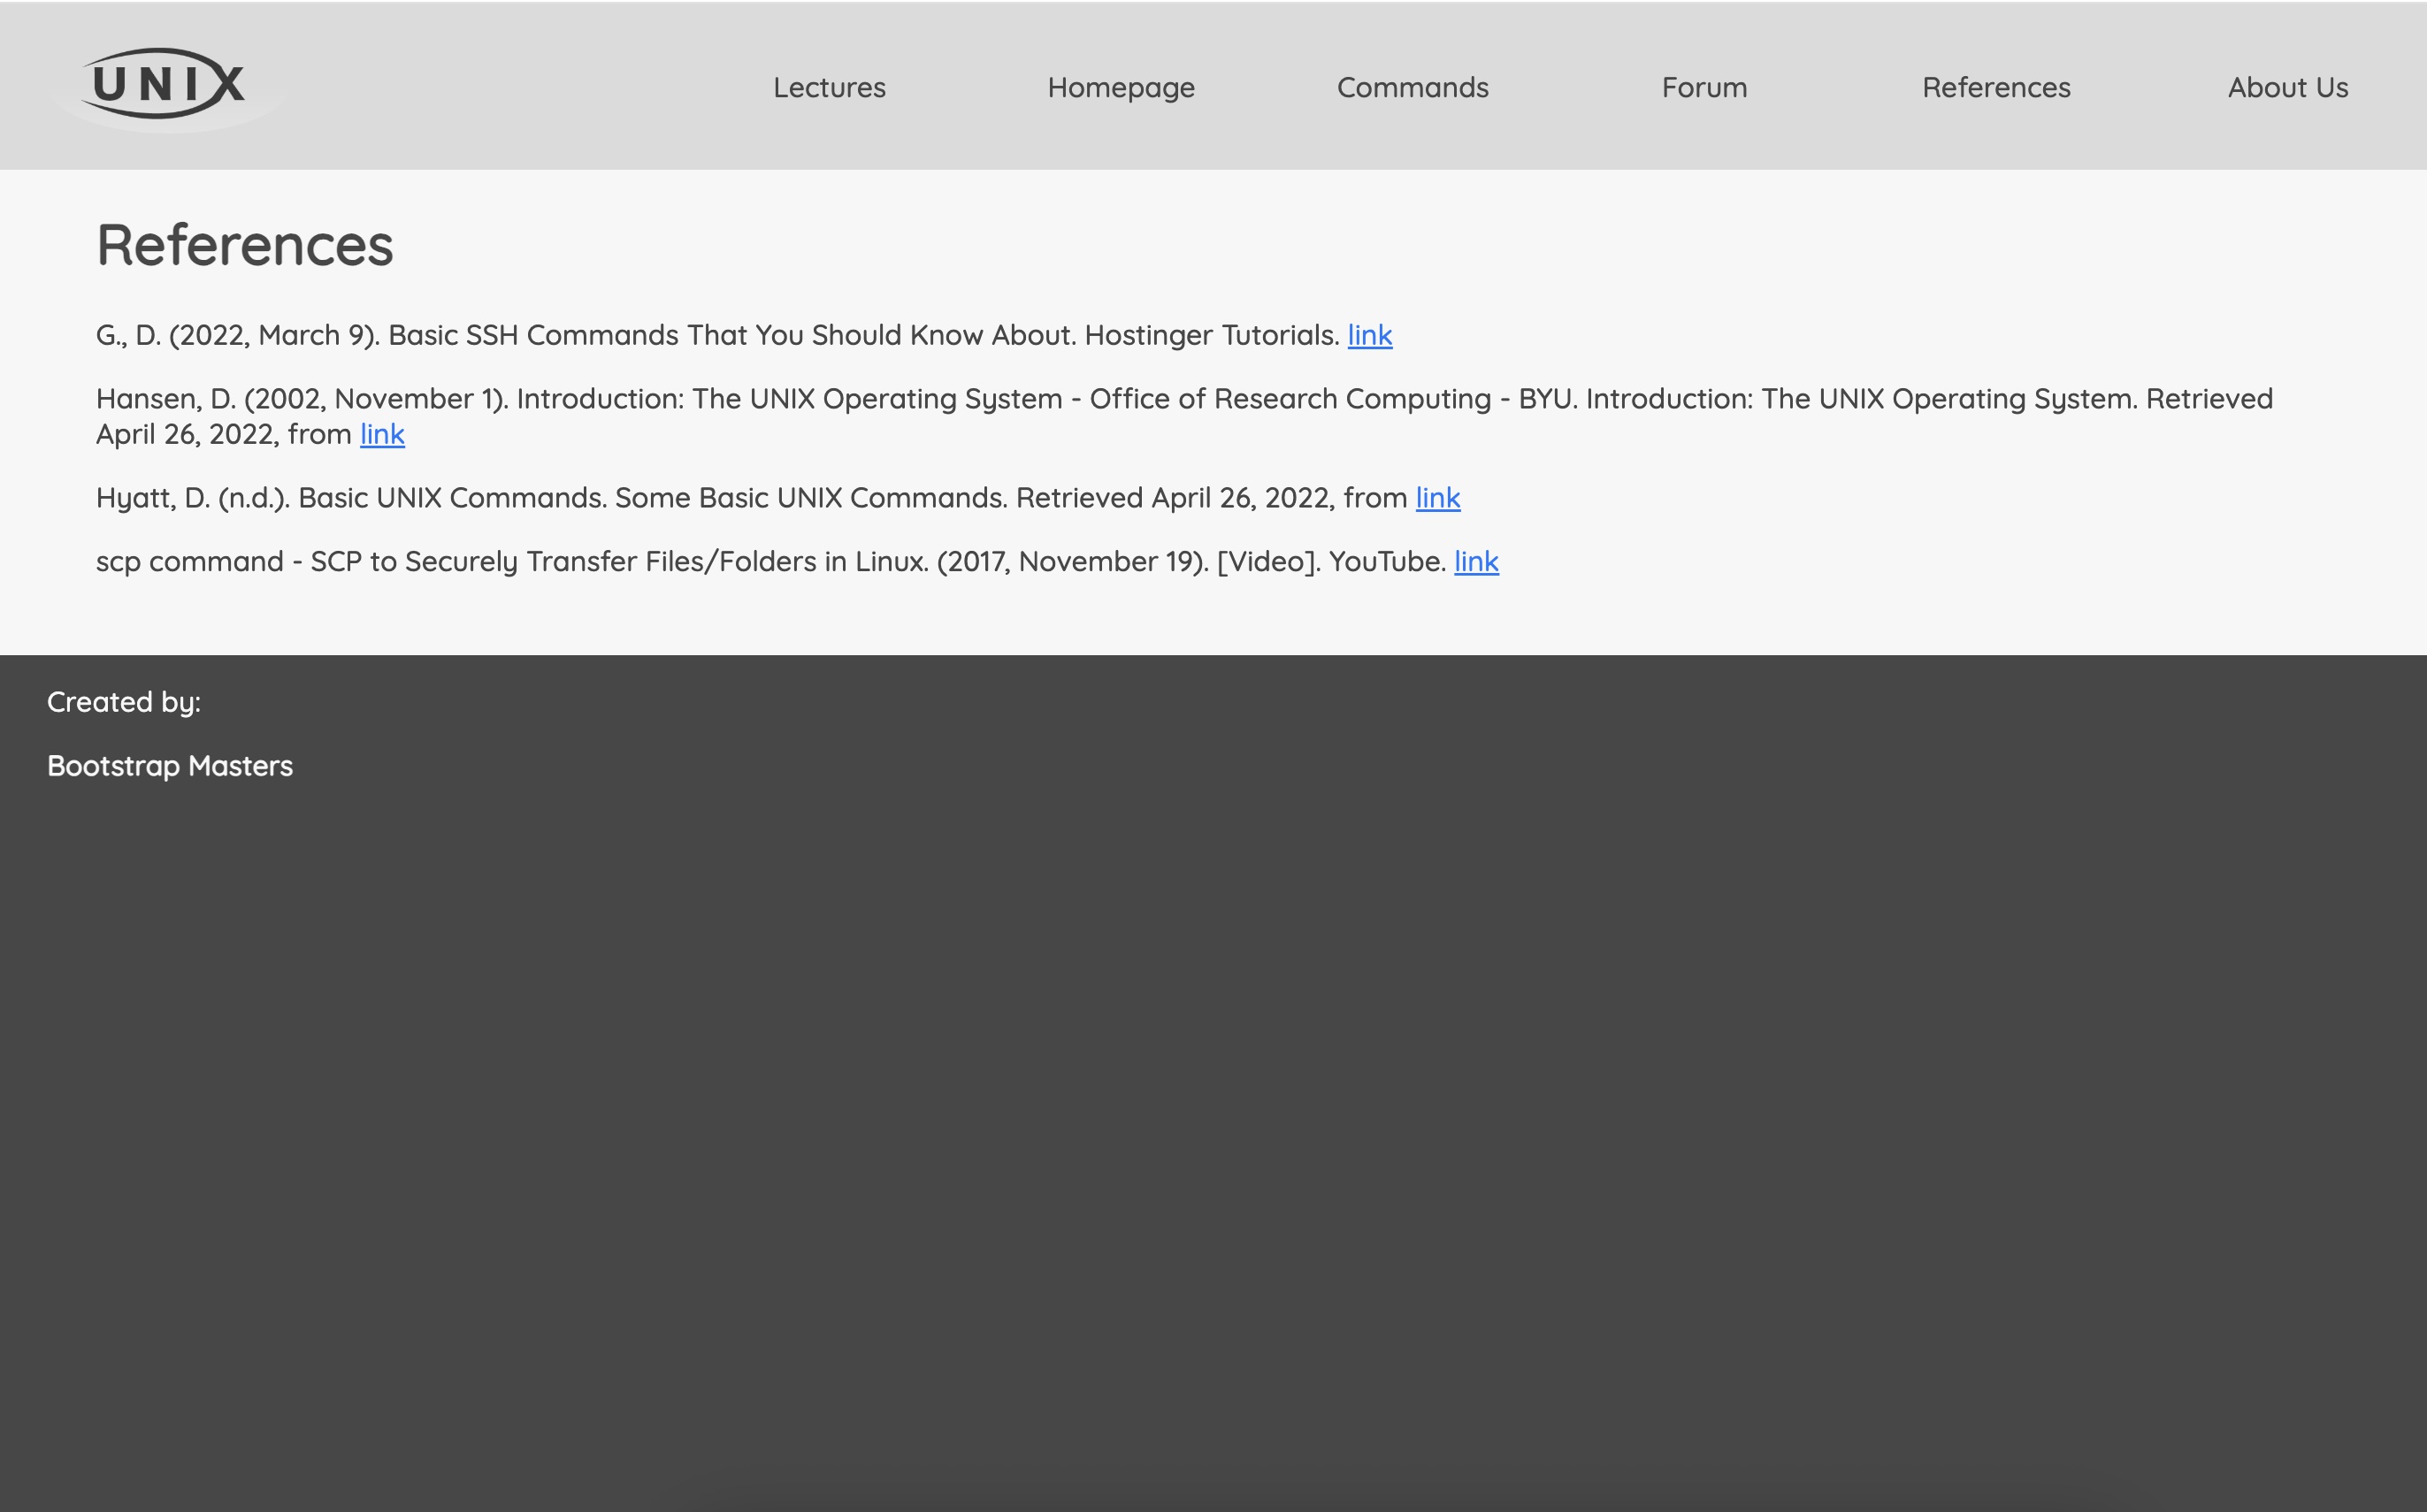 UNIX
Lectures Homepage Commands Forum References About Us
References
G., D. (2022, March 9). Basic SSH Commands That You Should Know About. Hostinger Tutorials. link
Hansen, D. (2002, November 1). Introduction: The UNIX Operating System - Office of Research Computing - BYU. Introduction: The UNIX Operating System. Retrieved
April 26, 2022, from link
Hyatt, D. (n.d.). Basic UNIX Commands. Some Basic UNIX Commands. Retrieved April 26, 2022, from link
scp command - SCP to Securely Transfer Files/Folders in Linux. (2017, November 19). [Video]. YouTube. link
Created by:
Bootstrap Masters